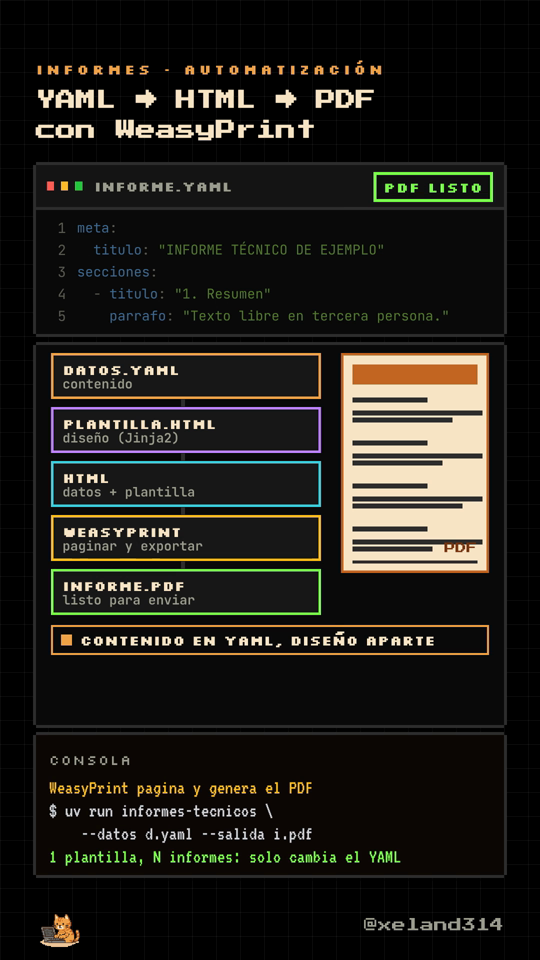 INFORMES · AUTOMATIZACIÓN
YAML → HTML → PDF
con WeasyPrint
INFORME.YAML
PDF LISTO
1 meta:
2   titulo: "INFORME TÉCNICO DE EJEMPLO"
3 secciones:
4   - titulo: "1. Resumen"
5     parrafo: "Texto libre en tercera persona."
DATOS.YAML
contenido
PLANTILLA.HTML
diseño (Jinja2)
HTML
datos + plantilla
WEASYPRINT
paginar y exportar
INFORME.PDF
listo para enviar
PDF
CONTENIDO EN YAML, DISEÑO APARTE
CONSOLA
WeasyPrint pagina y genera el PDF
$ uv run informes-tecnicos \
    --datos d.yaml --salida i.pdf
1 plantilla, N informes: solo cambia el YAML
@xeland314